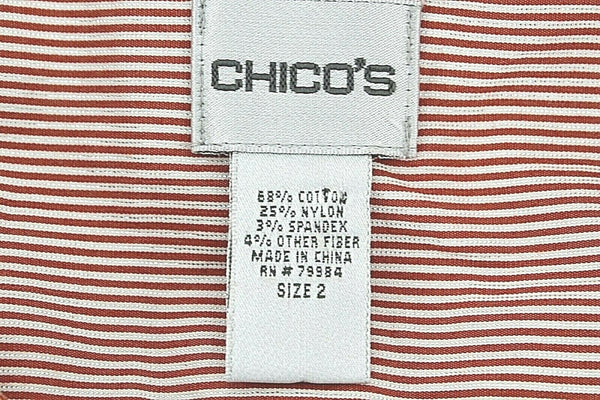 CHICO'S
68% COTTON
25% NYLON
3% SPANDEX
4% OTHER FIBER
MADE IN CHINA
RN # 79984
SIZE 2